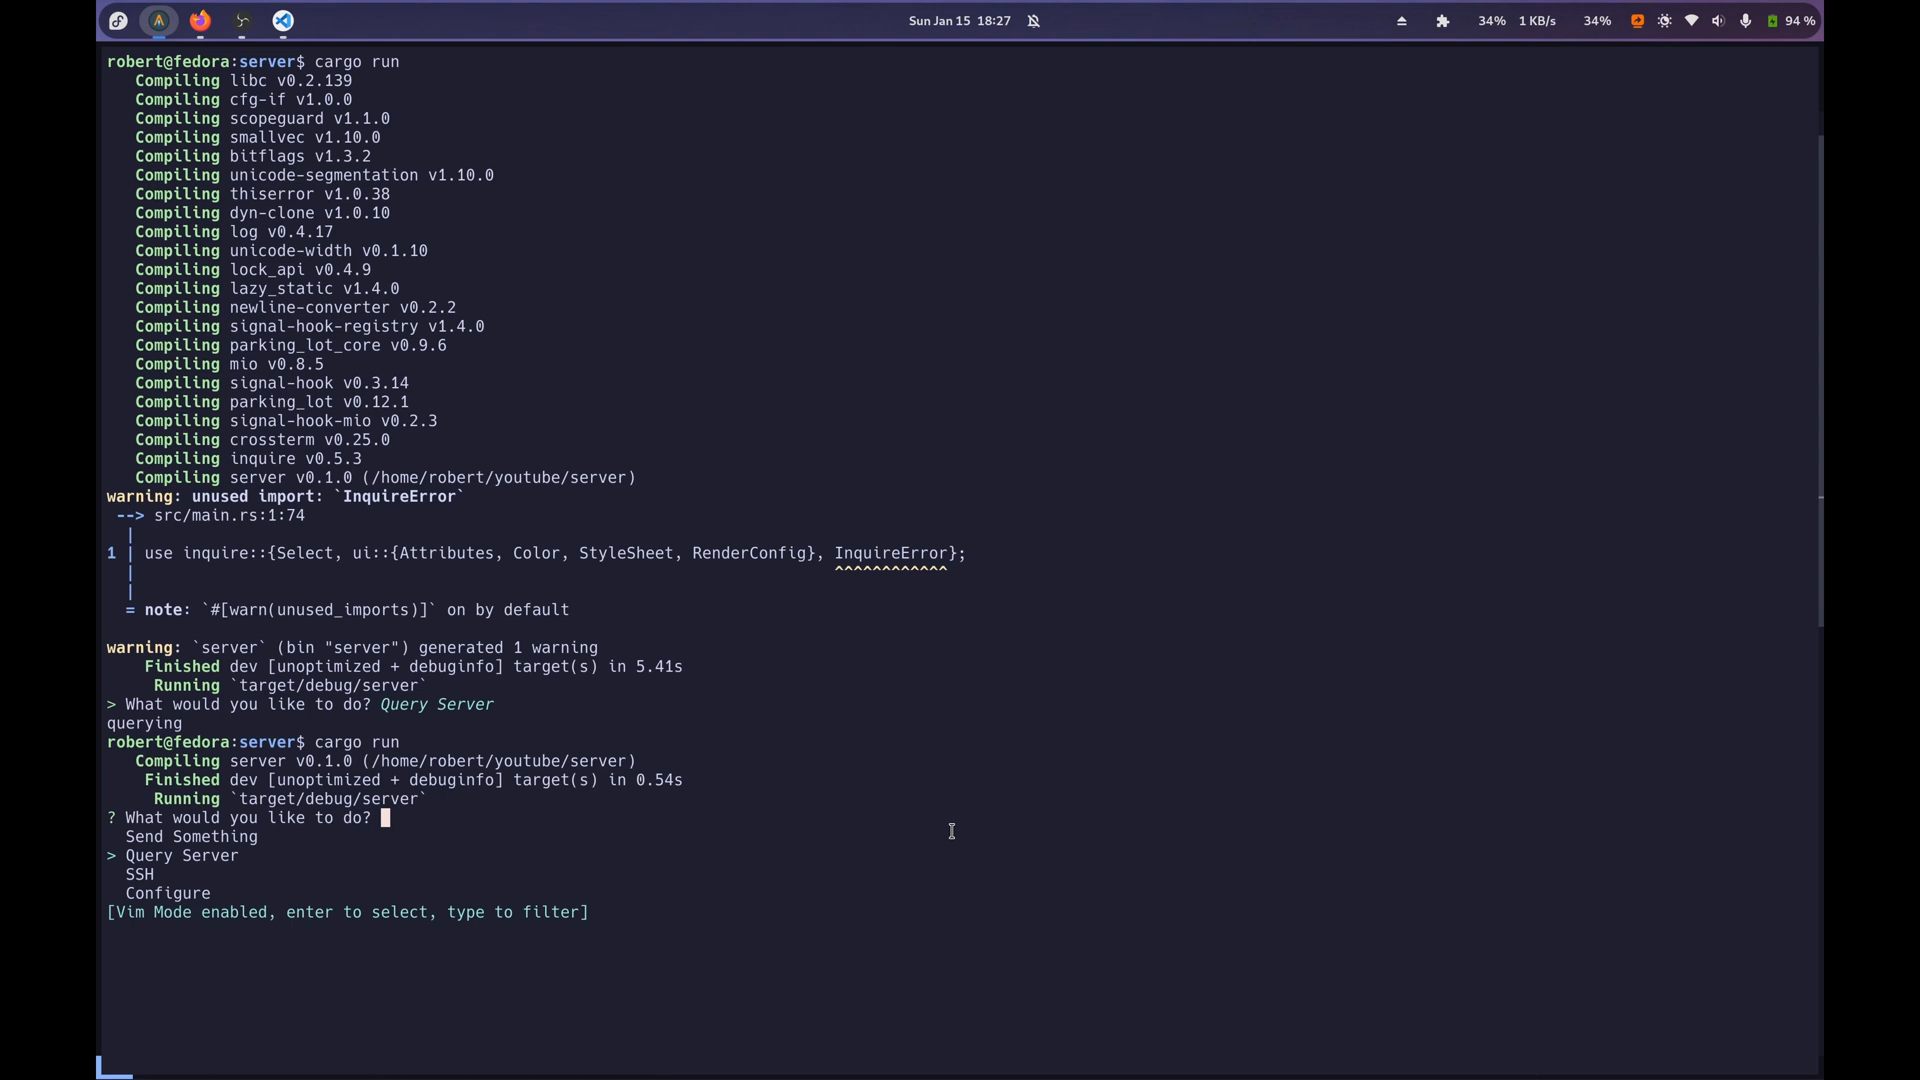 Sun Jan 15 18:27
34% 1 KB/s 34% 94 %
robert@fedora:server$ cargo run
Compiling libc v0.2.139
Compiling cfg-if v1.0.0
Compiling scopeguard v1.1.0
Compiling smallvec v1.10.0
Compiling bitflags v1.3.2
Compiling unicode-segmentation v1.10.0
Compiling thiserror v1.0.38
Compiling dyn-clone v1.0.10
Compiling log v0.4.17
Compiling unicode-width v0.1.10
Compiling lock_api v0.4.9
Compiling lazy_static v1.4.0
Compiling newline-converter v0.2.2
Compiling signal-hook-registry v1.4.0
Compiling parking_lot_core v0.9.6
Compiling mio v0.8.5
Compiling signal-hook v0.3.14
Compiling parking_lot v0.12.1
Compiling signal-hook-mio v0.2.3
Compiling crossterm v0.25.0
Compiling inquire v0.5.3
Compiling server v0.1.0 (/home/robert/youtube/server)
warning: unused import: `InquireError`
--> src/main.rs:1:74
|
1 | use inquire::{Select, ui::{Attributes, Color, StyleSheet, RenderConfig}, InquireError};
| ^^^^^^^^^^^^
|
= note: `#[warn(unused_imports)]` on by default
warning: `server` (bin "server") generated 1 warning
Finished dev [unoptimized + debuginfo] target(s) in 5.41s
Running `target/debug/server`
> What would you like to do? Query Server
querying
robert@fedora:server$ cargo run
Compiling server v0.1.0 (/home/robert/youtube/server)
Finished dev [unoptimized + debuginfo] target(s) in 0.54s
Running `target/debug/server`
? What would you like to do?
Send Something
> Query Server
SSH
Configure
[Vim Mode enabled, enter to select, type to filter]